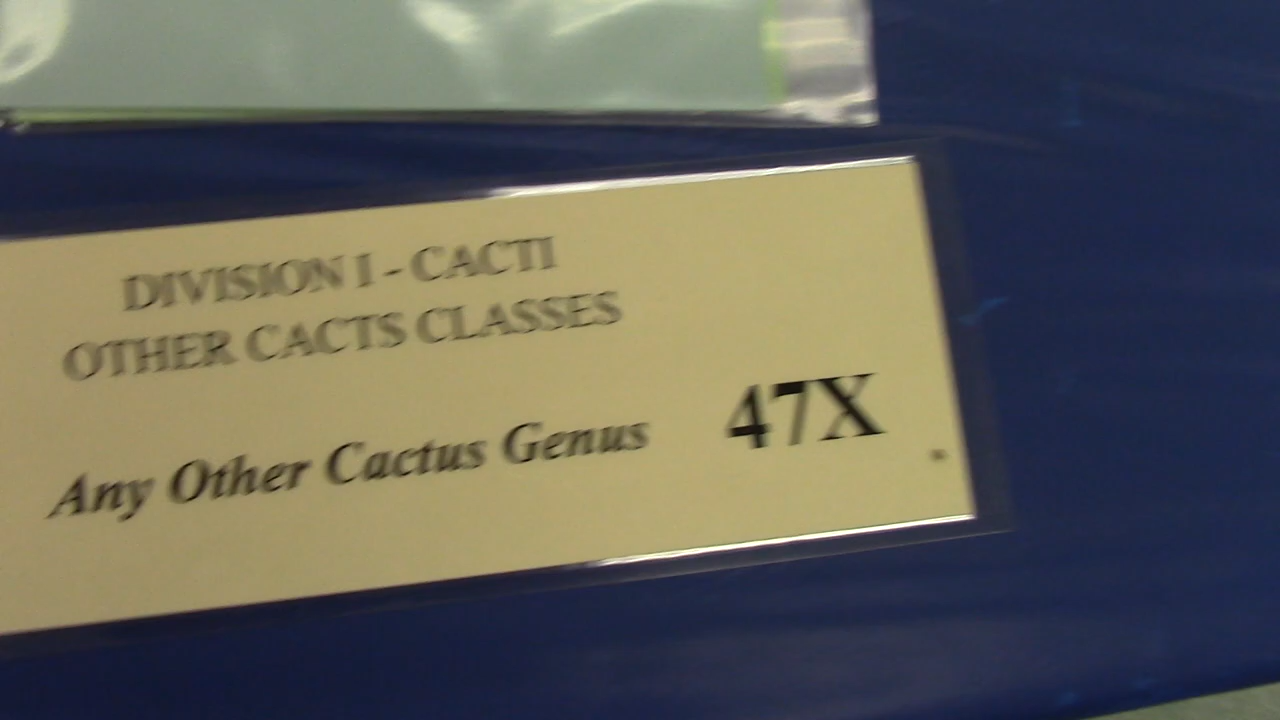 DIVISION I - CACTI
OTHER CACTS CLASSES
Any Other Cactus Genus 47X